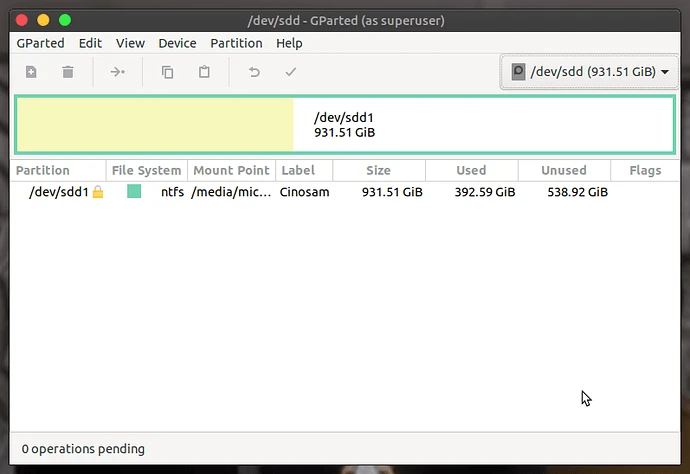 /dev/sdd - GParted (as superuser)
GParted Edit View Device Partition Help
/dev/sdd (931.51 GiB)
/dev/sdd1
931.51 GiB
Partition File System Mount Point Label Size Used Unused Flags
/dev/sdd1 ntfs /media/mic... Cinosam 931.51 GiB 392.59 GiB 538.92 GiB
0 operations pending